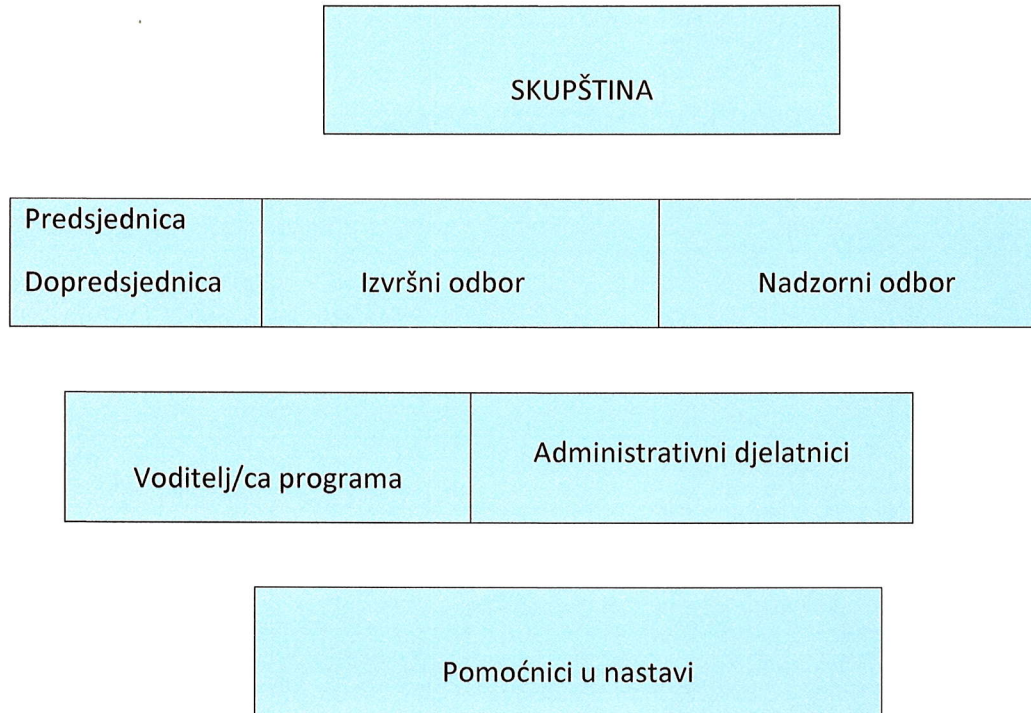 SKUPŠTINA
Predsjednica
Dopredsjednica
Izvršni odbor
Nadzorni odbor
Voditelj/ca programa
Administrativni djelatnici
Pomoćnici u nastavi